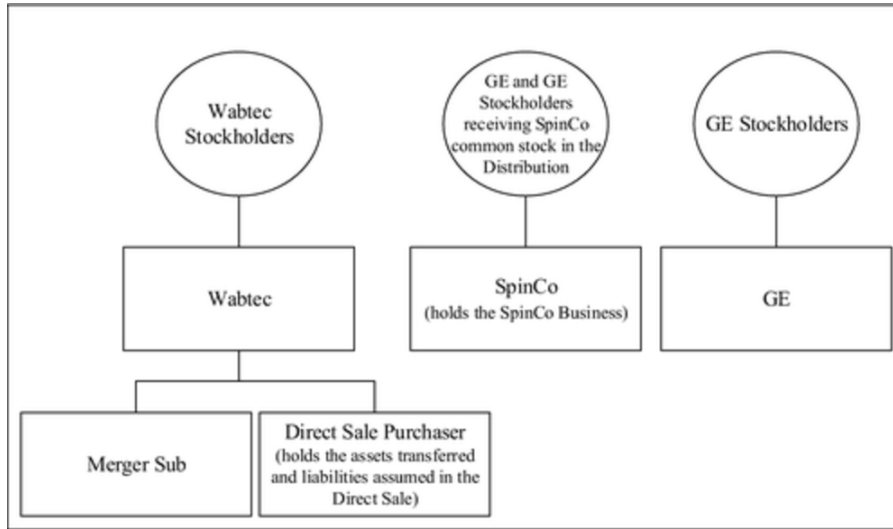 Wabtec
Stockholders
GE and GE
Stockholders
receiving SpinCo
common stock in the
Distribution
GE Stockholders
Wabtec
SpinCo
(holds the SpinCo Business)
GE
Merger Sub
Direct Sale Purchaser
(holds the assets transferred
and liabilities assumed in the
Direct Sale)